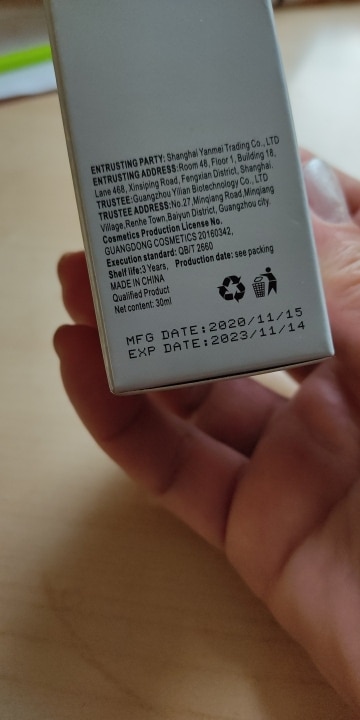 ENTRUSTING PARTY: Shanghai Yanmei Trading Co., LTD
ENTRUSTING ADDRESS:Room 48, Floor 1, Building 18,
Lane 468, Xinsiping Road, Fengxian District, Shanghai.
TRUSTEE:Guangzhou Yilian Biotechnology Co., LTD
TRUSTEE ADDRESS:No.27,Minqiang Road,Minqiang
Village,Renhe Town,Baiyun District, Guangzhou city.
Cosmetics Production License No.
GUANGDONG COSMETICS 20160342,
Execution standard: QB/T 2660
Shelf life:3 Years, Production date: see packing
MADE IN CHINA
Qualified Product
Net content: 30ml
MFG DATE:2020/11/15
EXP DATE:2023/11/14